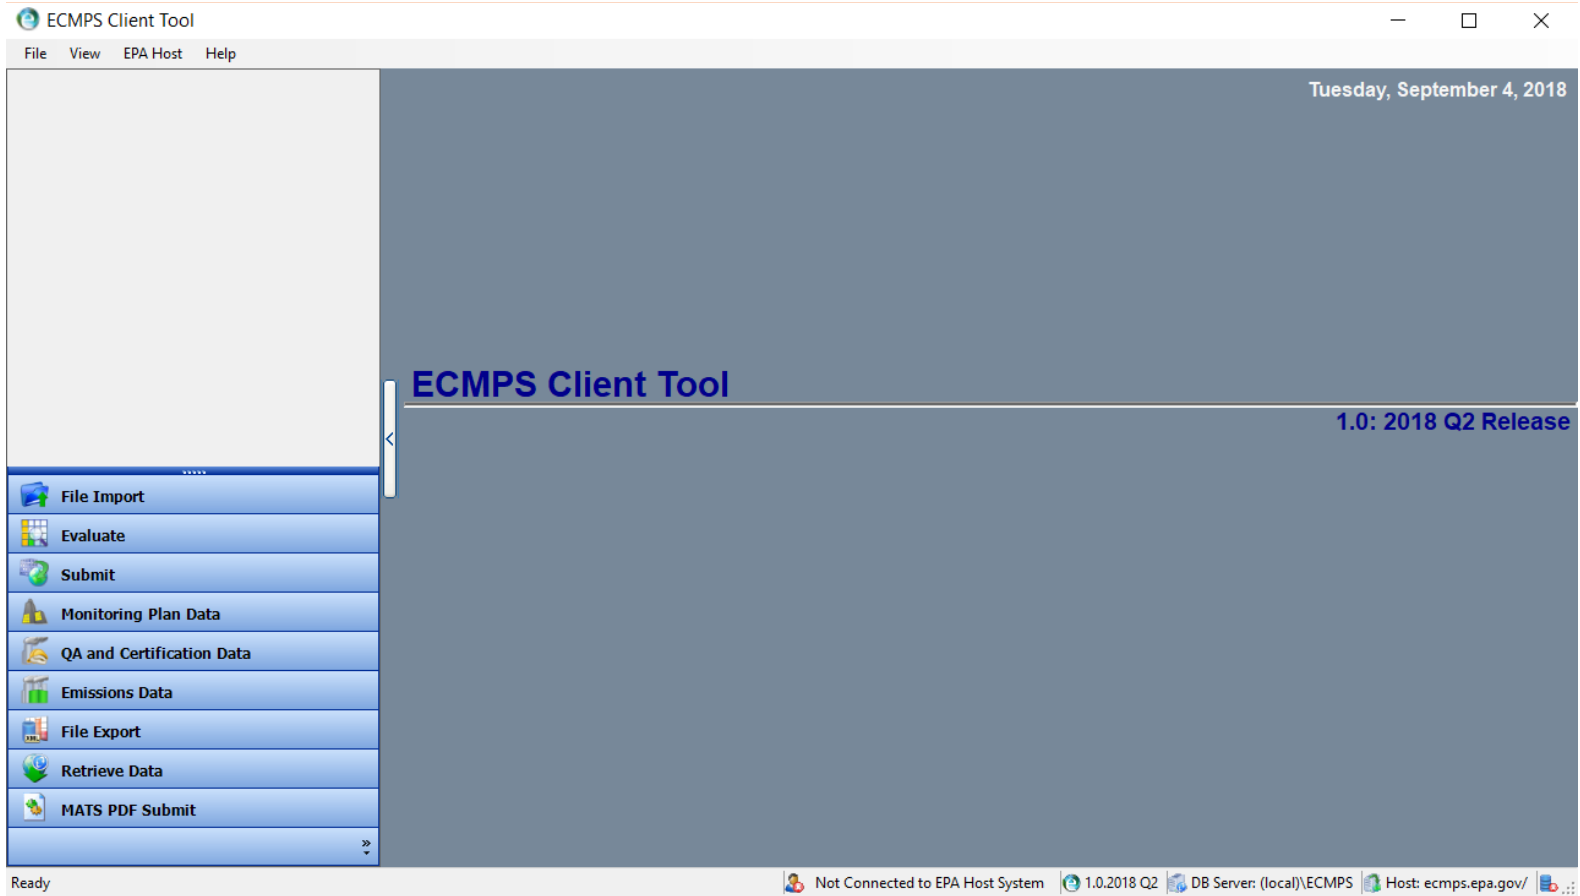 ECMPS Client Tool
File View EPA Host Help
Tuesday, September 4, 2018
ECMPS Client Tool
1.0: 2018 Q2 Release
File Import
Evaluate
Submit
Monitoring Plan Data
QA and Certification Data
Emissions Data
File Export
Retrieve Data
MATS PDF Submit
Ready Not Connected to EPA Host System 1.0.2018 Q2 DB Server: (local)\ECMPS Host: ecmps.epa.gov/